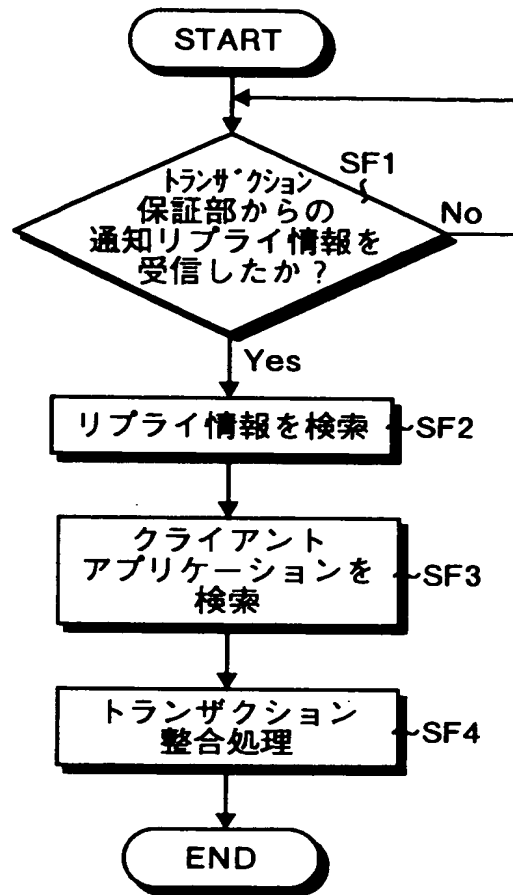 START
トランザクション
保証部からの
通知リプライ情報を
受信したか？
SF1
No
Yes
リプライ情報を検索
SF2
クライアント
アプリケーションを
検索
SF3
トランザクション
整合処理
SF4
END